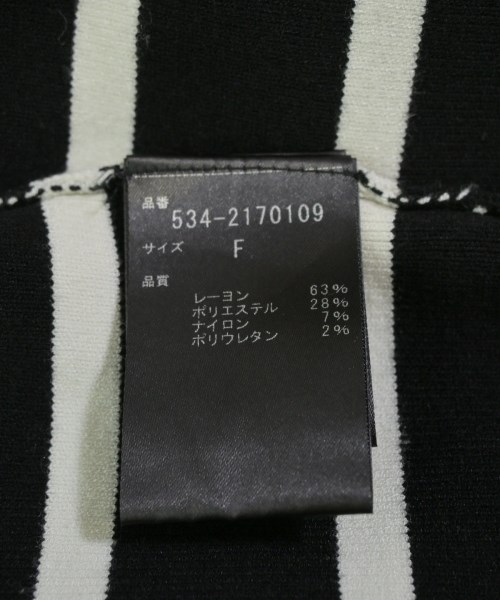 品番
534-2170109
サイズ F
品質
レーヨン 63%
ポリエステル 28%
ナイロン 7%
ポリウレタン 2%